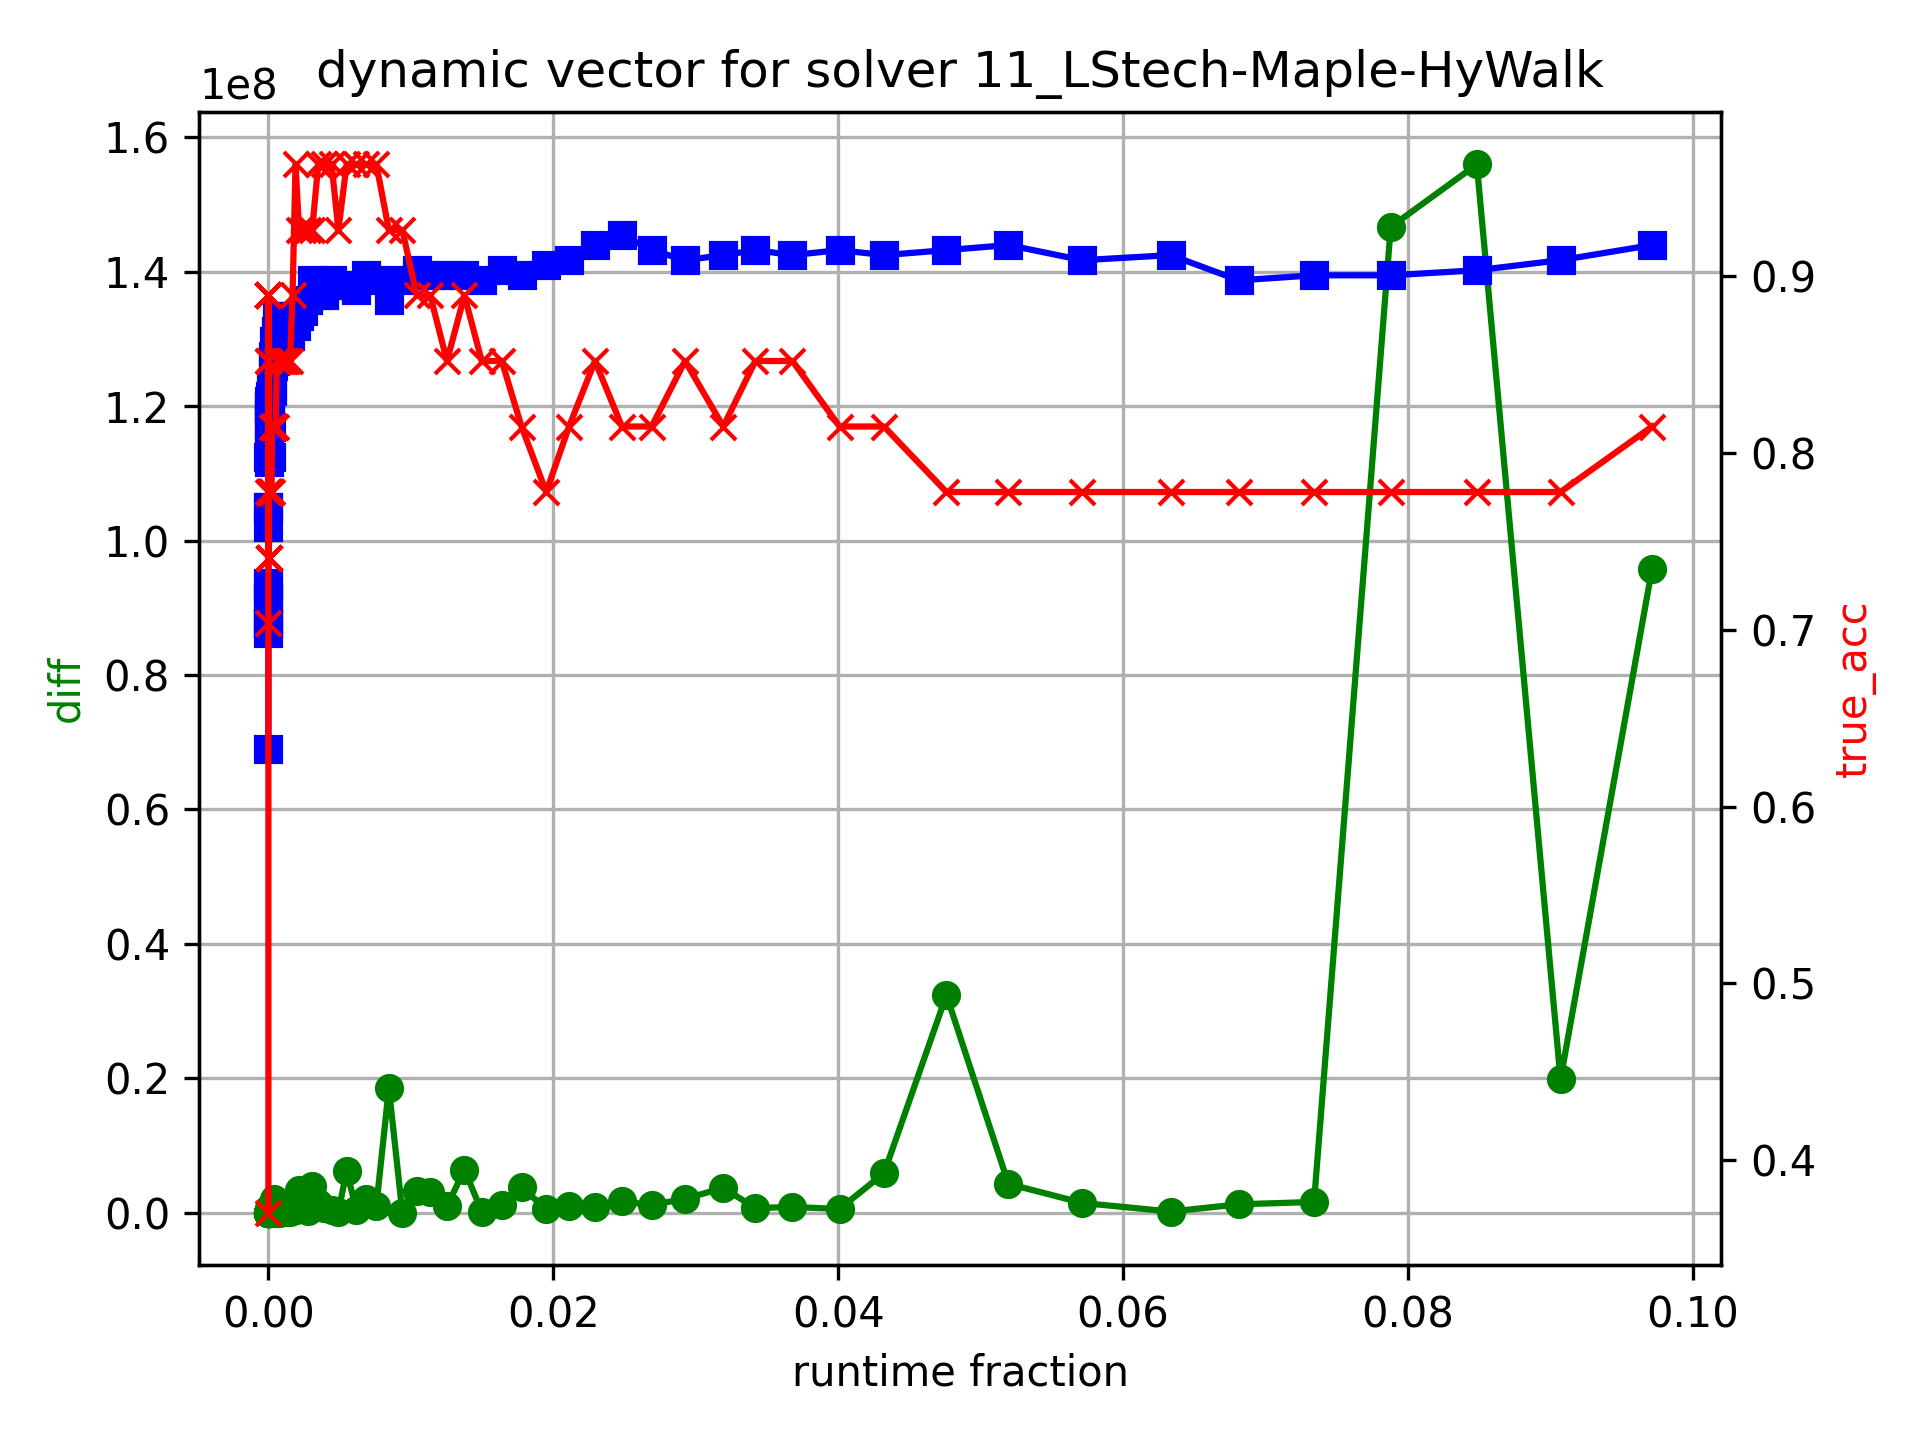 dynamic vector for solver 11_LStech-Maple-HyWalk
1e8
1.6
1.4
1.2
1.0
0.8
0.6
0.4
0.2
0.0
diff
0.9
0.8
0.7
0.6
0.5
0.4
true_acc
0.00 0.02 0.04 0.06 0.08 0.10
runtime fraction